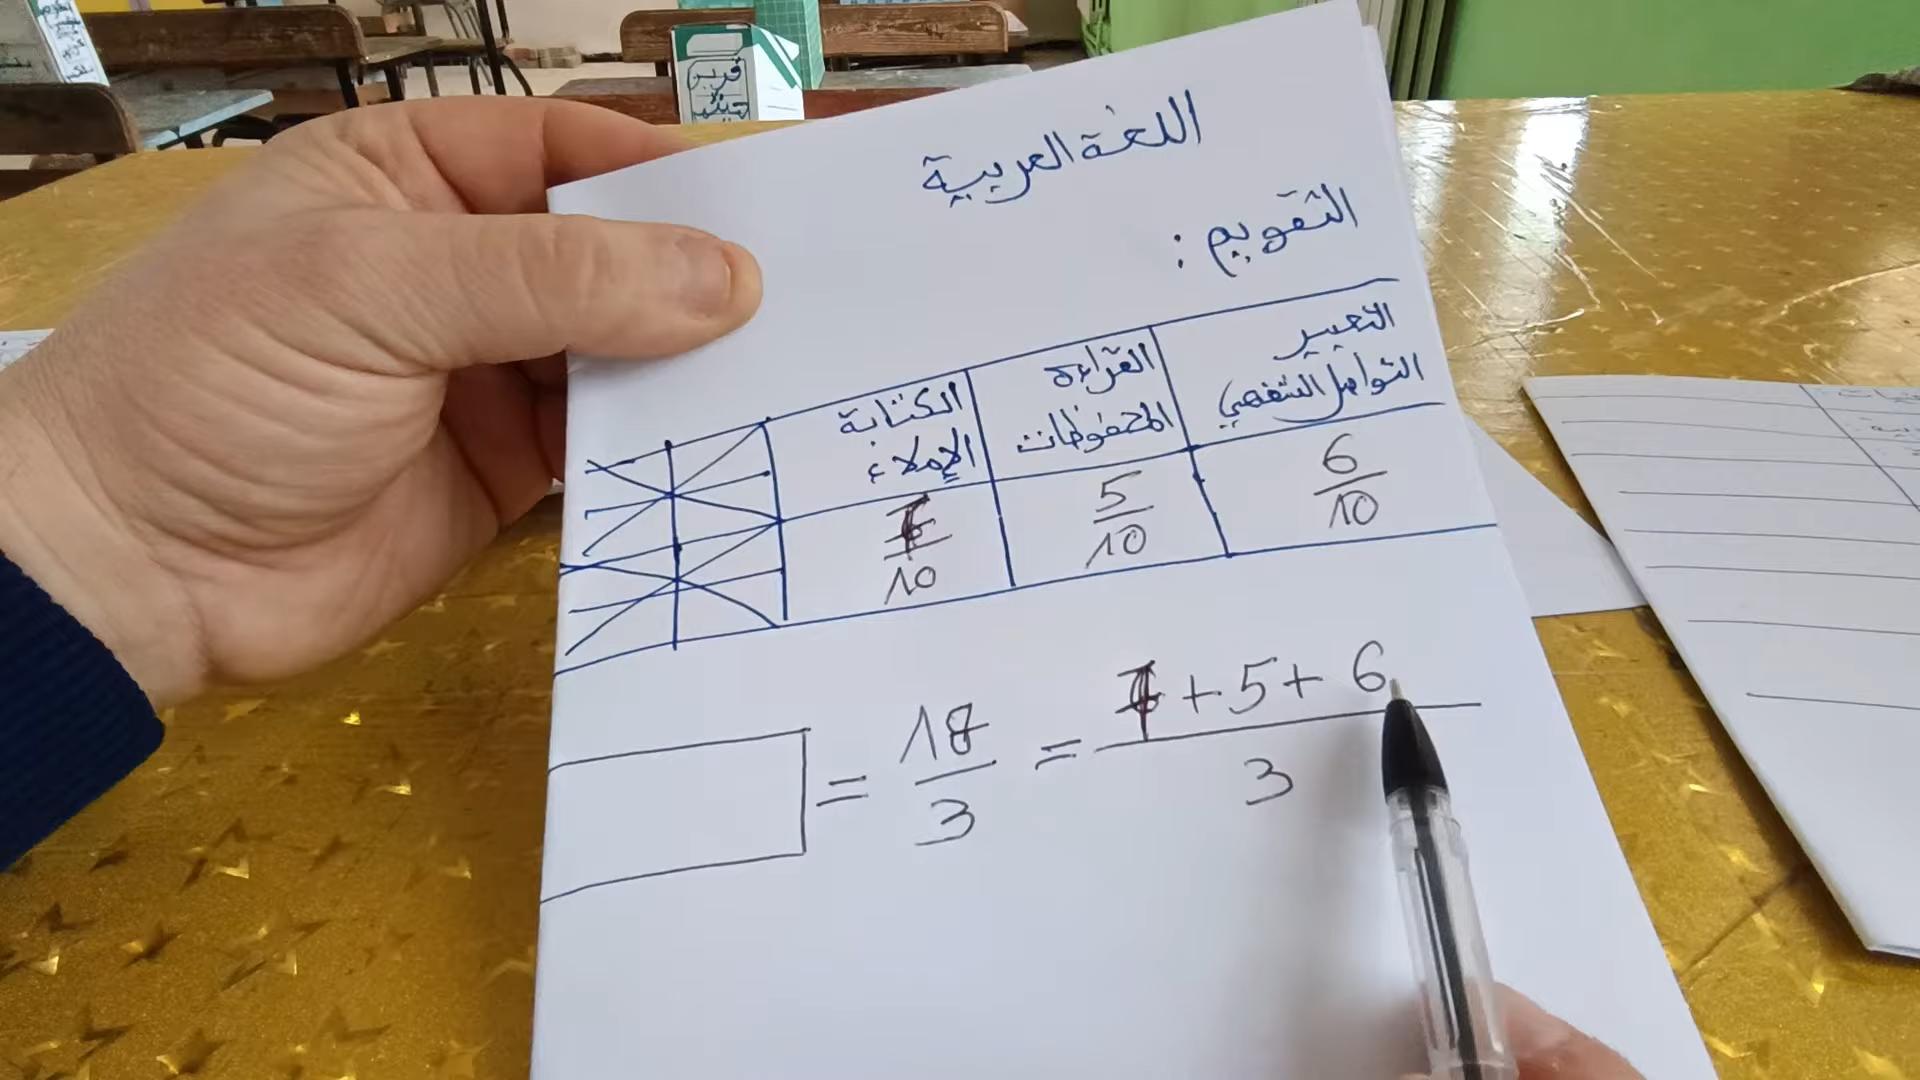 اللغة العربية
التقويم :
التعبير
التواصل الشفهي
القراءة
المحفوظات
الكتابة
الإملاء
6/10
5/10
7/10
7 + 5 + 6 / 3 = 18 / 3 =